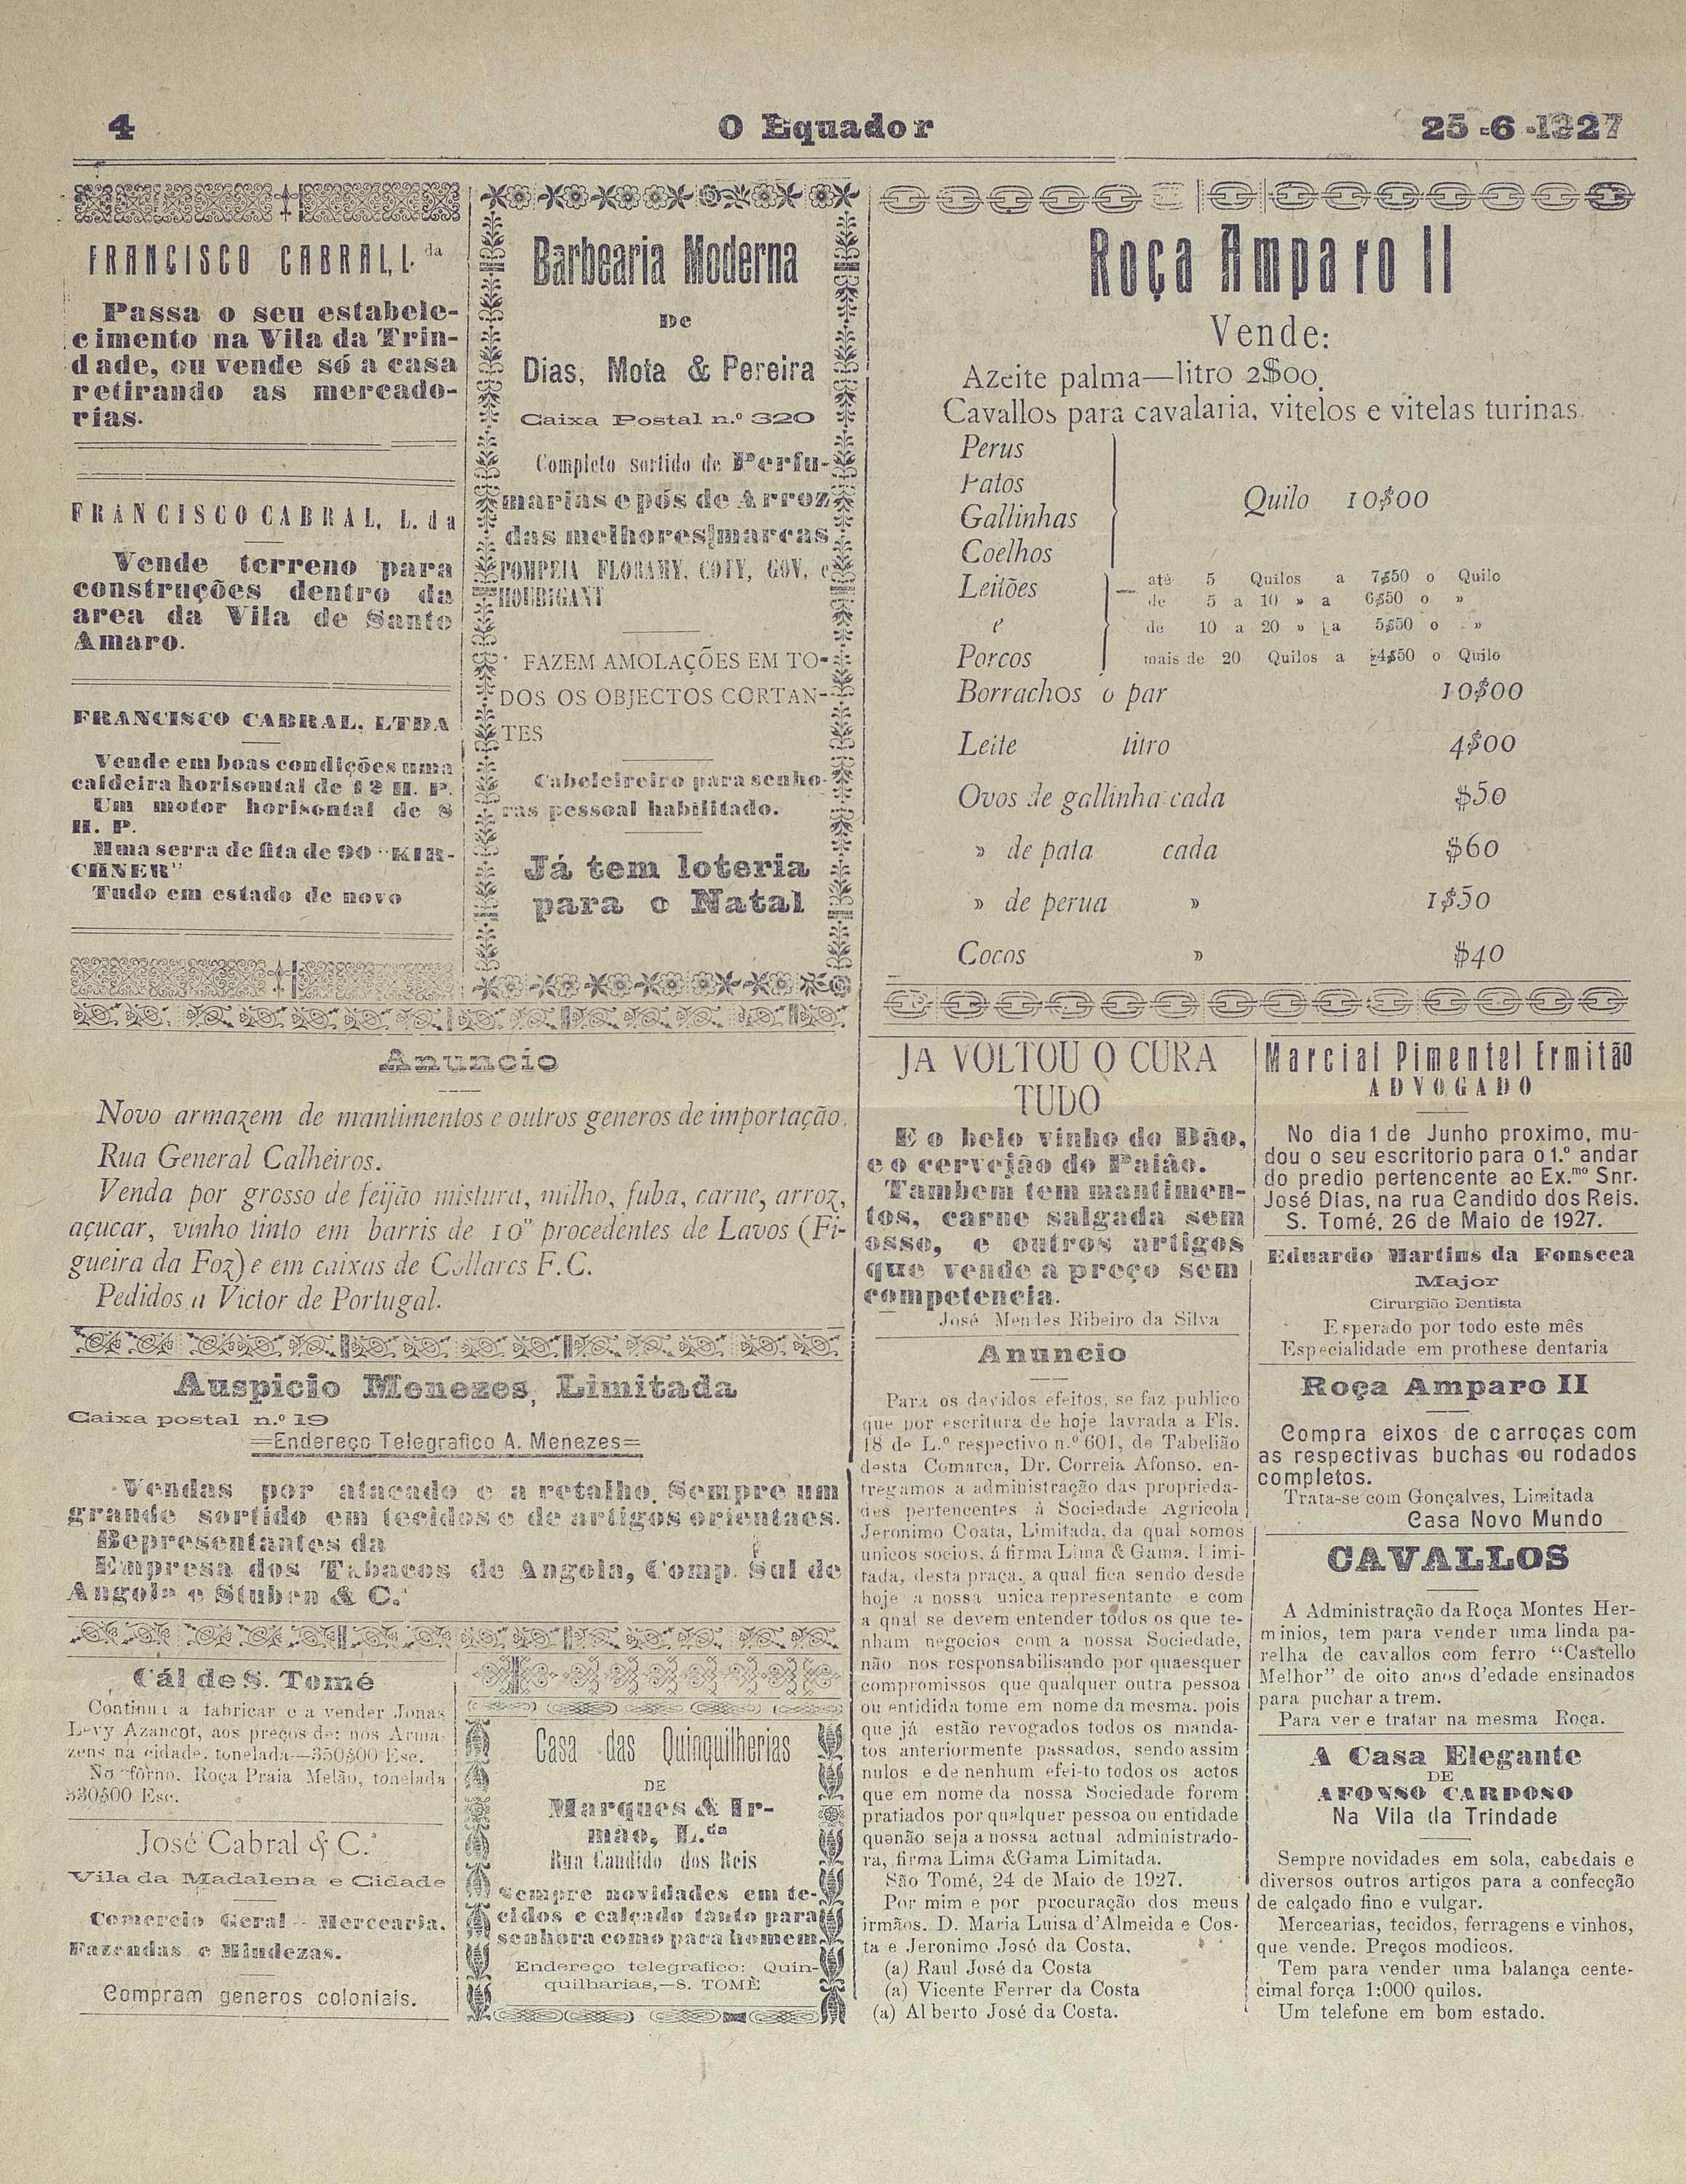 4
O Equador
25-6-1927
FRANCISCO CABRAL, L.da
Passa o seu estabele-
cimento na Vila da Trin-
dade, ou vende só a casa
retirando as mercado-
rias.
FRANCISCO CABRAL, L.da
Vende terreno para
construções dentro da
area da Vila de Santo
Amaro.
FRANCISCO CABRAL, LTDA
Vende em boas condições uma
caldeira horisontal de 12 H. P.
Um motor horisontal de 8
H. P.
Mma serra de fita de 90 "KIR-
CHNER"
Tudo em estado de novo
Barbearia Moderna
De
Dias, Mota & Pereira
Caixa Postal n.º 320
Completo sortido de Perfu-
marias e pós de Arroz
das melhores marcas
POMPEIA FLORAMY, COTY, GOV, e
HOUBIGANT
FAZEM AMOLAÇÕES EM TO-
DOS OS OBJECTOS CORTAN-
TES
Cabeleireiro para senho-
ras pessoal habilitado.
Já tem loteria
para o Natal
Roça Amparo II
Vende:
Azeite palma—litro 2$00.
Cavallos para cavalaria, vitelos e vitelas turinas.
Perus
Patos
Gallinhas
Coelhos
Quilo 10$00
Leitões
e
Porcos
até 5 Quilos a 7$50 o Quilo
de 5 a 10 » a 6$50 o »
de 10 a 20 » a 5$50 o »
mais de 20 Quilos a 4$50 o Quilo
Borrachos o par 10$00
Leite litro 4$00
Ovos de gallinha cada $50
» de pata cada $60
» de perua » 1$50
Cocos » $40
Anuncio
Novo armazem de mantimentos e outros generos de importação.
Rua General Calheiros.
Venda por grosso de feijão mistura, milho, fuba, carne, arroz,
açucar, vinho tinto em barris de 10" procedentes de Lavos (Fi-
gueira da Foz) e em caixas de Collares F.C.
Pedidos a Victor de Portugal.
Auspicio Menezes, Limitada
Caixa postal n.º 19
=Endereço Telegrafico A. Menezes=
Vendas por atacado e a retalho. Sempre um
grande sortido em tecidos e de artigos orientaes.
Representantes da
Empresa dos Tabacos de Angola, Comp. Sul de
Angola e Stuben & C.ª
Cál de S. Tomé
Continua a fabricar e a vender Jonas
Levy Azancot, aos preços de: nos Arma-
zens na cidade, tonelada—350$00 Esc.
No fôrno, Roça Praia Melão, tonelada
330$00 Esc.
José Cabral & C.ª
Vila da Madalena e Cidade
Comercio Geral - Mercearia.
Fazendas e Miudezas.
Compram generos coloniais.
Casa das Quinquilherias
DE
Marques & Ir-
mão, L.da
Rua Candido dos Reis
Sempre novidades em te-
cidos e calçado tanto para
senhora como para homem
Endereço telegrafico: Quin-
quilharias,—S. TOMÈ
JA VOLTOU O CURA
TUDO
E o belo vinho do Dão,
e o cervejão do Paião.
Tambem tem mantimen-
tos, carne salgada sem
osso, e outros artigos
que vende a preço sem
competencia.
José Mendes Ribeiro da Silva
Anuncio
Para os devidos efeitos, se faz publico
que por escritura de hoje lavrada a Fls.
18 do L.º respectivo n.º 601, do Tabelião
desta Comarca, Dr. Correia Afonso, en-
tregamos a administração das proprieda-
des pertencentes á Sociedade Agricola
Jeronimo Coata, Limitada, da qual somos
unicos socios, á firma Lima & Gama, Limi-
tada, desta praça, a qual fica sendo desde
hoje a nossa unica representante e com
a qnal se devem entender todos os que te-
nham negocios com a nossa Sociedade,
não nos responsabilisando por quaesquer
compromissos que qualquer outra pessoa
ou entidida tome em nome da mesma, pois
que já estão revogados todos os manda-
tos anteriormente passados, sendo assim
nulos e de nenhum efei-to todos os actos
que em nome da nossa Sociedade forem
pratiados por qualquer pessoa ou entidade
quenão seja a nossa actual administrado-
ra, firma Lima &Gama Limitada.
São Tomé, 24 de Maio de 1927.
Por mim e por procuração dos meus
irmãos. D. Maria Luisa d'Almeida e Cos-
ta e Jeronimo José da Costa,
(a) Raul José da Costa
(a) Vicente Ferrer da Costa
(a) Alberto José da Costa.
Marcial Pimentel Ermitão
ADVOGADO
No dia 1 de Junho proximo, mu-
dou o seu escritorio para o 1.º andar
do predio pertencente ao Ex.mo Snr.
José Dias, na rua Candido dos Reis.
S. Tomé, 26 de Maio de 1927.
Eduardo Martins da Fonseca
Major
Cirurgião Dentista
Esperado por todo este mês
Especialidade em prothese dentaria
Roça Amparo II
Compra eixos de carroças com
as respectivas buchas ou rodados
completos.
Trata-se com Gonçalves, Limitada
Casa Novo Mundo
CAVALLOS
A Administração da Roça Montes Her-
minios, tem para vender uma linda pa-
relha de cavallos com ferro "Castello
Melhor" de oito anos d'edade ensinados
para puchar a trem.
Para ver e tratar na mesma Roça.
A Casa Elegante
DE
AFONSO CARDOSO
Na Vila da Trindade
Sempre novidades em sola, cabedais e
diversos outros artigos para a confecção
de calçado fino e vulgar.
Mercearias, tecidos, ferragens e vinhos,
que vende. Preços modicos.
Tem para vender uma balança cente-
cimal força 1:000 quilos.
Um telefone em bom estado.